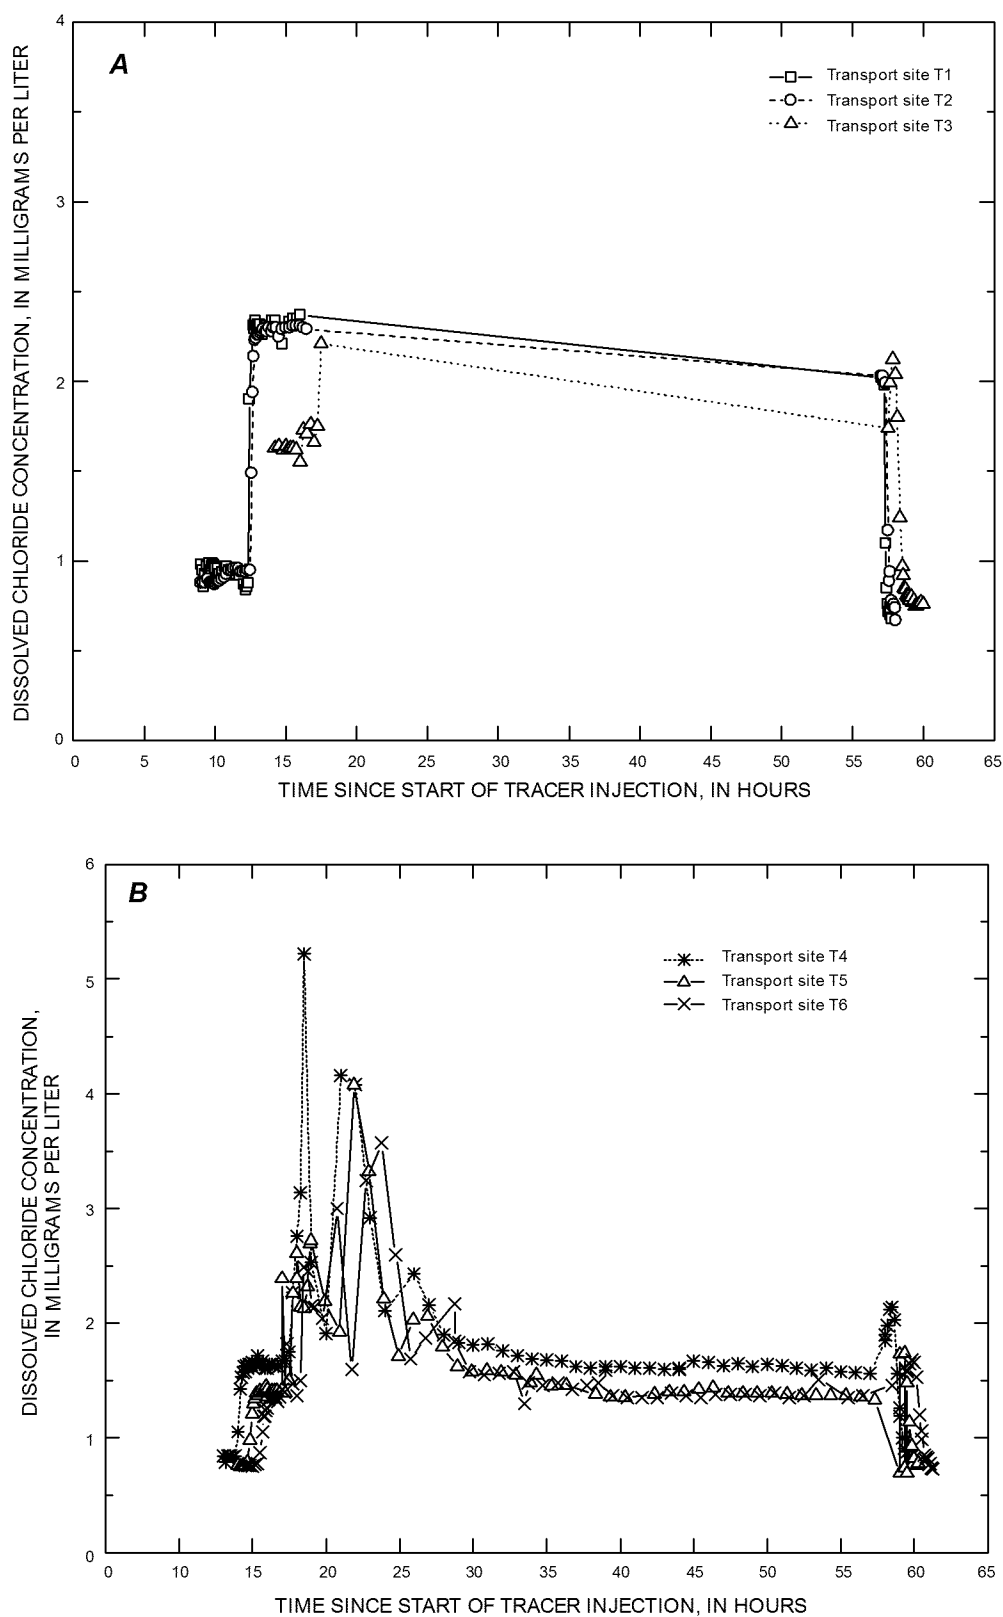 A
DISSOLVED CHLORIDE CONCENTRATION, IN MILLIGRAMS PER LITER
4
3
2
1
0
Transport site T1
Transport site T2
Transport site T3
0 5 10 15 20 25 30 35 40 45 50 55 60 65
TIME SINCE START OF TRACER INJECTION, IN HOURS
B
DISSOLVED CHLORIDE CONCENTRATION,
IN MILLIGRAMS PER LITER
6
5
4
3
2
1
0
Transport site T4
Transport site T5
Transport site T6
0 10 10 15 20 25 30 35 40 45 50 55 60 65
TIME SINCE START OF TRACER INJECTION, IN HOURS